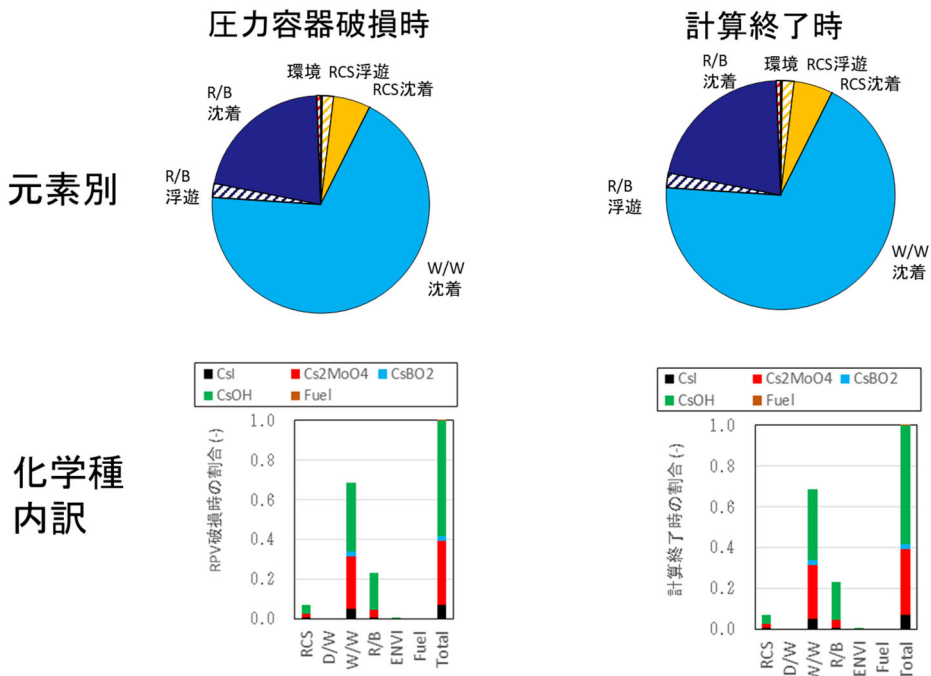 圧力容器破損時
計算終了時
元素別
R/B
沈着
環境
RCS浮遊
RCS沈着
R/B
浮遊
W/W
沈着
R/B
沈着
環境
RCS浮遊
RCS沈着
R/B
浮遊
W/W
沈着
化学種
内訳
CsI Cs2MoO4 CsBO2
CsOH Fuel
RPV破損時の割合(-)
1.0
0.8
0.6
0.4
0.2
0.0
RCS
D/W
W/W
R/B
ENVI
Fuel
Total
CsI Cs2MoO4 CsBO2
CsOH Fuel
計算終了時の割合(-)
1.0
0.8
0.6
0.4
0.2
0.0
RCS
D/W
W/W
R/B
ENVI
Fuel
Total